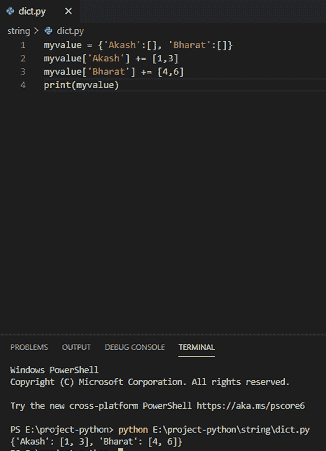 dict.py
string > dict.py
1 myvalue = {'Akash':[], 'Bharat':[]}
2 myvalue['Akash'] += [1,3]
3 myvalue['Bharat'] += [4,6]
4 print(myvalue)
PROBLEMS OUTPUT DEBUG CONSOLE TERMINAL
Windows PowerShell
Copyright (C) Microsoft Corporation. All rights reserved.
Try the new cross-platform PowerShell https://aka.ms/pscore6
PS E:\project-python> python E:\project-python\string\dict.py
{'Akash': [1, 3], 'Bharat': [4, 6]}